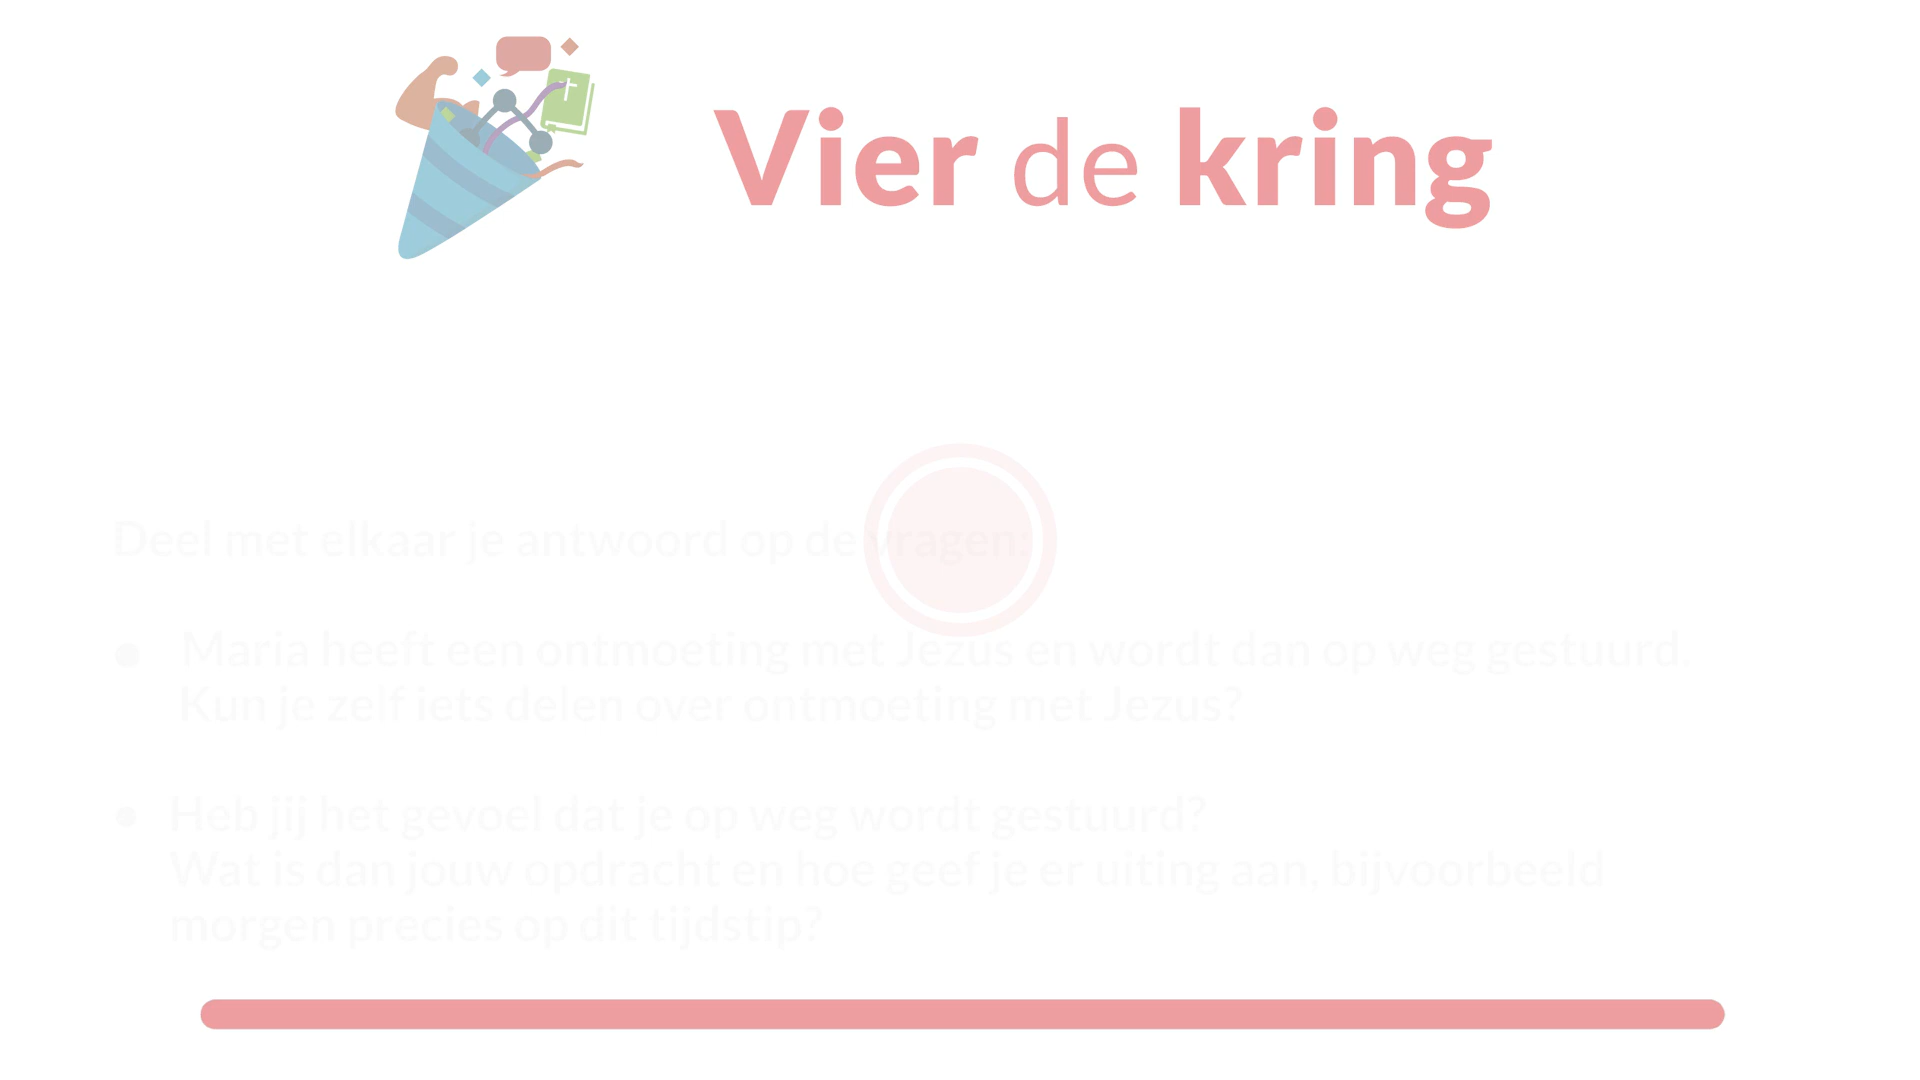 Vier de kring
Deel met elkaar je antwoord op de vragen:
● Maria heeft een ontmoeting met Jezus en wordt dan op weg gestuurd.
Kun je zelf iets delen over ontmoeting met Jezus?
● Heb jij het gevoel dat je op weg wordt gestuurd?
Wat is dan jouw opdracht en hoe geef je er uiting aan, bijvoorbeeld
morgen precies op dit tijdstip?